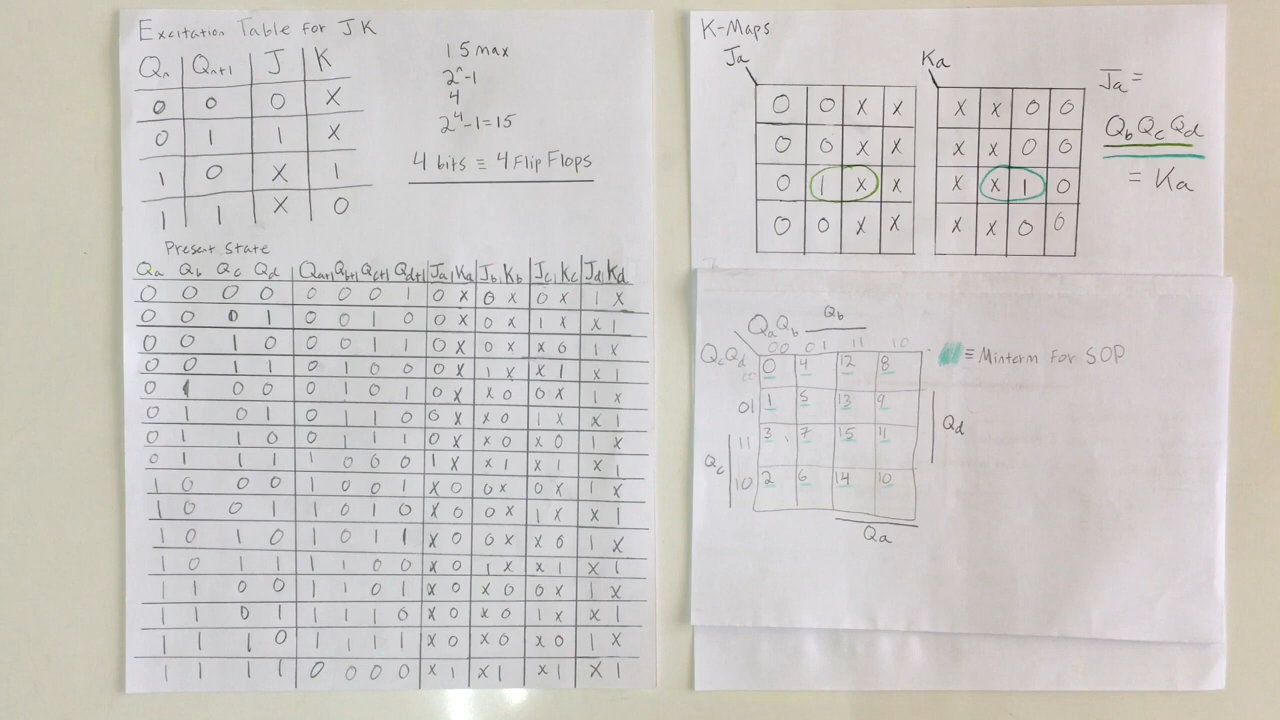 Excitation Table for JK
Qn Qn+1 J K
0 0 0 X
0 1 1 X
1 0 X 1
1 1 X 0
15 max
2^n-1
4
2^4-1=15
4 bits ≡ 4 Flip Flops
Present State
Qa Qb Qc Qd Qa+1 Qb+1 Qc+1 Qd+1 Ja Ka Jb Kb Jc Kc Jd Kd
0 0 0 0 0 0 0 1 0 X 0 X 0 X 1 X
0 0 0 1 0 0 1 0 0 X 0 X 1 X X 1
0 0 1 0 0 0 1 1 0 X 0 X X 0 1 X
0 0 1 1 0 1 0 0 0 X 1 X X 1 X 1
0 1 0 0 0 1 0 1 0 X X 0 0 X 1 X
0 1 0 1 0 1 1 0 0 X X 0 1 X X 1
0 1 1 0 0 1 1 1 0 X X 0 X 0 1 X
0 1 1 1 1 0 0 0 1 X X 1 X 1 X 1
1 0 0 0 1 0 0 1 X 0 0 X 0 X 1 X
1 0 0 1 1 0 1 0 X 0 0 X 1 X X 1
1 0 1 0 1 0 1 1 X 0 0 X X 0 1 X
1 0 1 1 1 1 0 0 X 0 1 X X 1 X 1
1 1 0 0 1 1 0 1 X 0 X 0 0 X 1 X
1 1 0 1 1 1 1 0 X 0 X 0 1 X X 1
1 1 1 0 1 1 1 1 X 0 X 0 X 0 1 X
1 1 1 1 0 0 0 0 X 1 X 1 X 1 X 1
K-Maps
Ja
0 0 X X
0 0 X X
0 1 X X
0 0 X X
Ka
X X 0 0
X X 0 0
X X 1 0
X X 0 0
Ja =
QbQcQd
= Ka
Qb
QaQb
00 01 11 10
QcQd
00 0 4 12 8
01 1 5 13 9
11 3 7 15 11
10 2 6 14 10
Qc
Qd
Qa
≡ Minterm for SOP